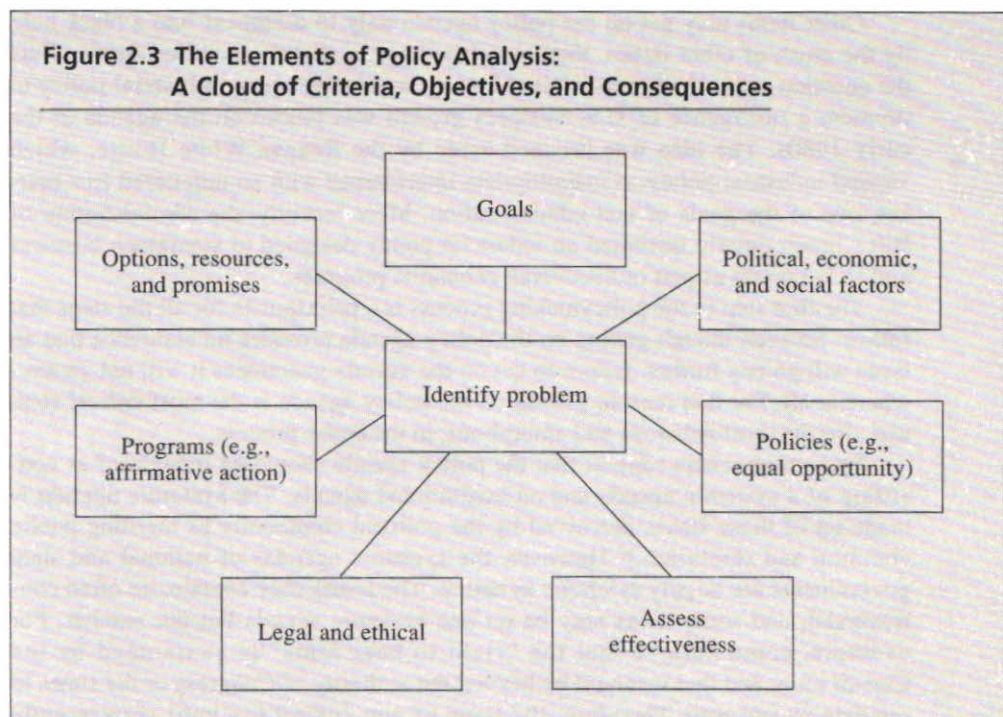 Figure 2.3 The Elements of Policy Analysis:
A Cloud of Criteria, Objectives, and Consequences
Goals
Options, resources,
and promises
Political, economic,
and social factors
Identify problem
Programs (e.g.,
affirmative action)
Policies (e.g.,
equal opportunity)
Legal and ethical
Assess
effectiveness